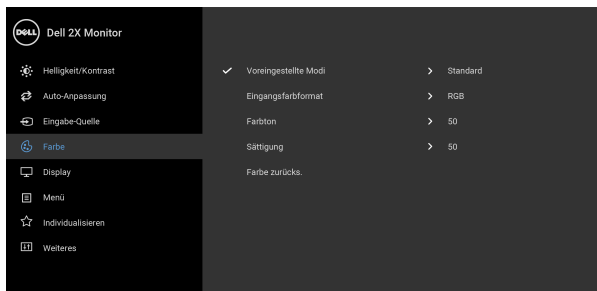 DELL Dell 2X Monitor
Helligkeit/Kontrast
Auto-Anpassung
Eingabe-Quelle
Farbe
Display
Menü
Individualisieren
Weiteres
Voreingestellte Modi Standard
Eingangsfarbformat RGB
Farbton 50
Sättigung 50
Farbe zurücks.